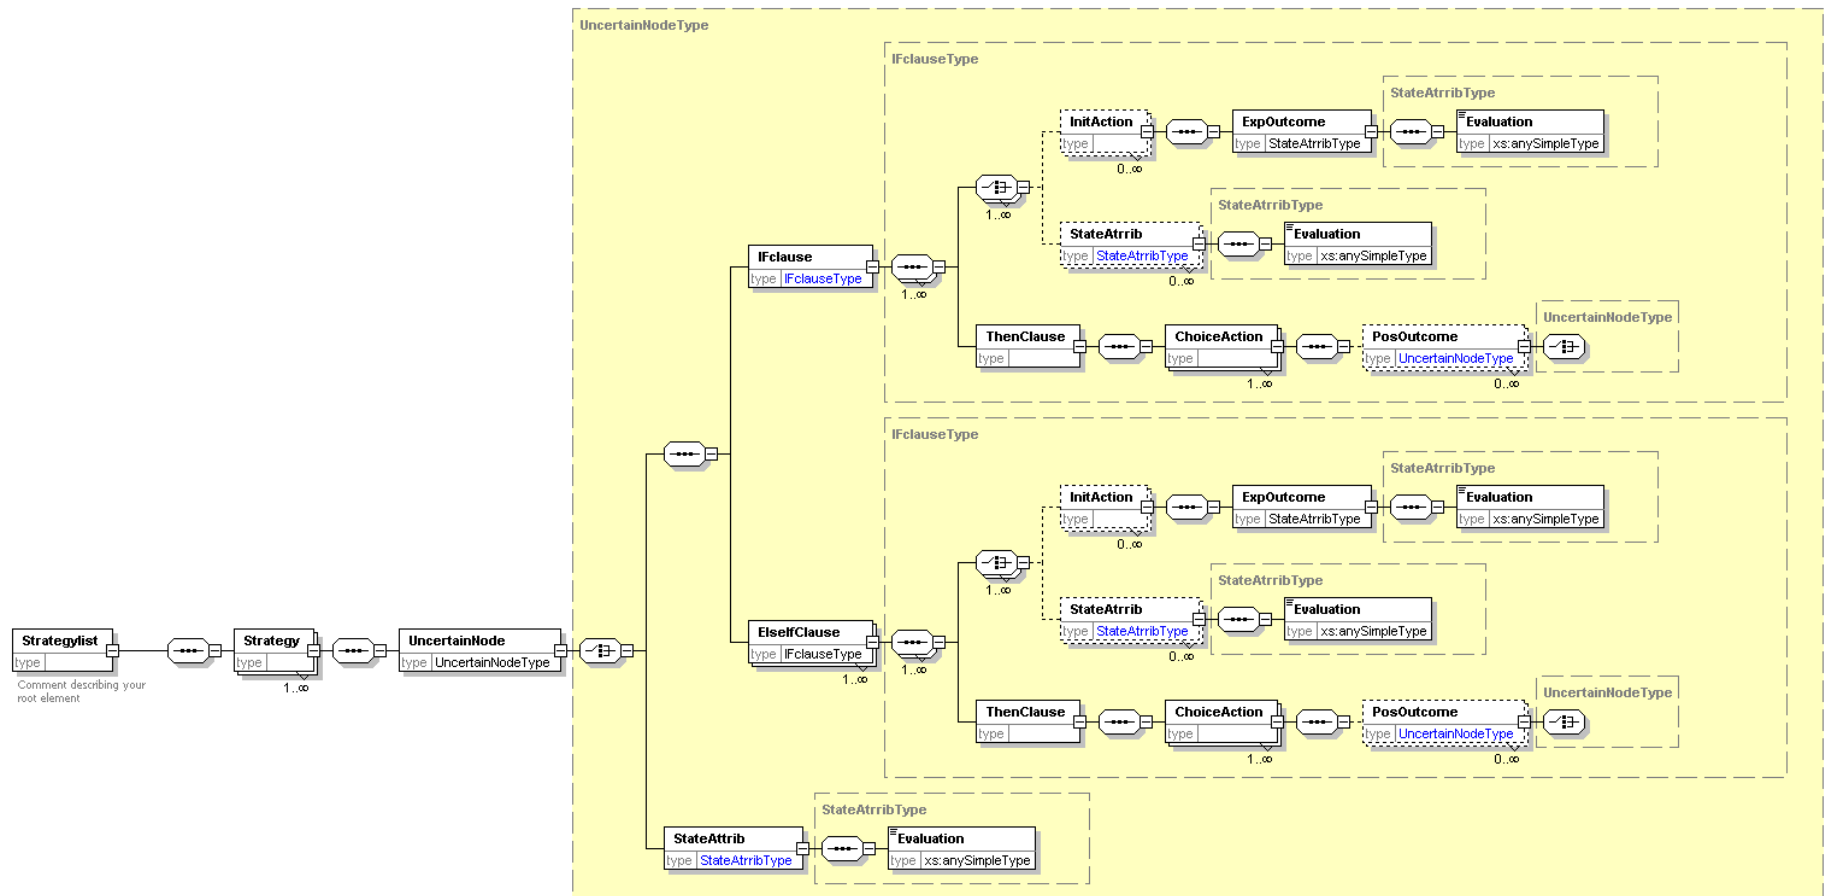 UncertainNodeType
IFclauseType
StateAtrribType
InitAction
type
0..∞
ExpOutcome
type StateAtrribType
Evaluation
type xs:anySimpleType
1..∞
StateAtrribType
StateAtrrib
type StateAtrribType
0..∞
Evaluation
type xs:anySimpleType
IFclause
type IFclauseType
1..∞
UncertainNodeType
ThenClause
type
ChoiceAction
type
1..∞
PosOutcome
type UncertainNodeType
0..∞
IFclauseType
StateAtrribType
InitAction
type
0..∞
ExpOutcome
type StateAtrribType
Evaluation
type xs:anySimpleType
1..∞
StateAtrribType
StateAtrrib
type StateAtrribType
0..∞
Evaluation
type xs:anySimpleType
Strategylist
type
Comment describing your
root element
Strategy
type
1..∞
UncertainNode
type UncertainNodeType
ElseIfClause
type IFclauseType
1..∞
1..∞
UncertainNodeType
ThenClause
type
ChoiceAction
type
1..∞
PosOutcome
type UncertainNodeType
0..∞
StateAtrribType
StateAttrib
type StateAtrribType
Evaluation
type xs:anySimpleType